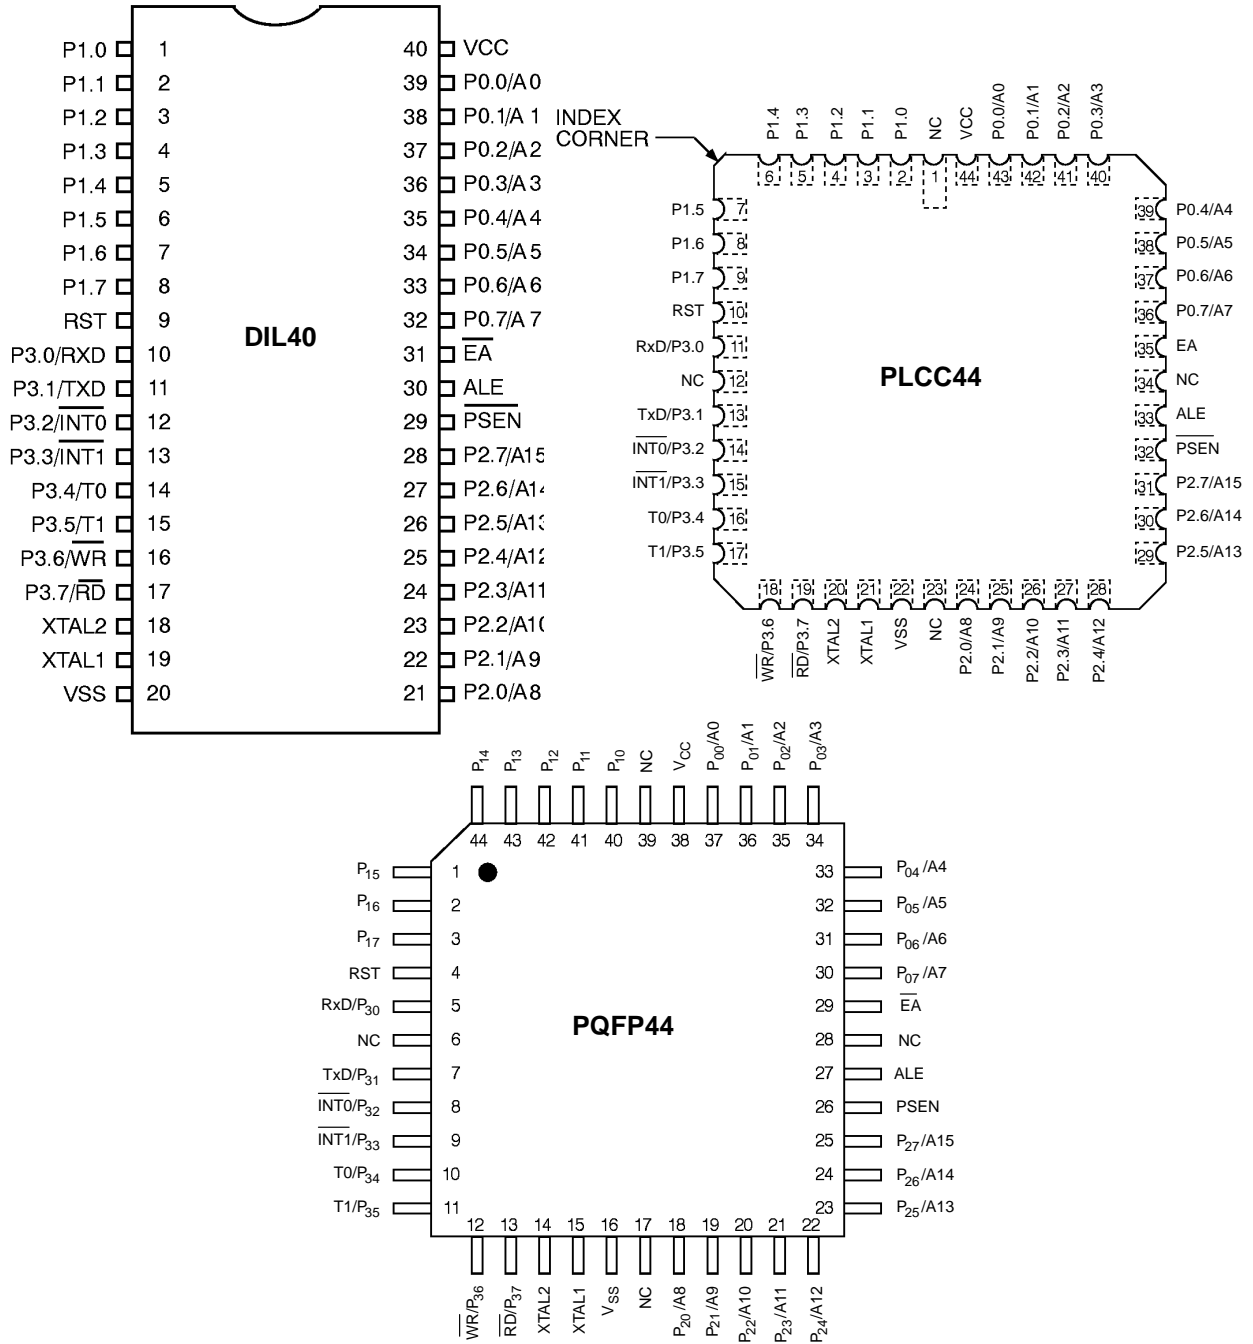 P1.0 1 40 VCC
P1.1 2 39 P0.0/A0
P1.2 3 38 P0.1/A 1
P1.3 4 37 P0.2/A2
P1.4 5 36 P0.3/A3
P1.5 6 35 P0.4/A4
P1.6 7 34 P0.5/A5
P1.7 8 33 P0.6/A6
RST 9 32 P0.7/A7
DIL40
P3.0/RXD 10 31 E̅A̅
P3.1/TXD 11 30 ALE
P3.2/I̅N̅T̅0̅ 12 29 P̅S̅E̅N̅
P3.3/I̅N̅T̅1̅ 13 28 P2.7/A15
P3.4/T0 14 27 P2.6/A14
P3.5/T1 15 26 P2.5/A13
P3.6/W̅R̅ 16 25 P2.4/A12
P3.7/R̅D̅ 17 24 P2.3/A11
XTAL2 18 23 P2.2/A10
XTAL1 19 22 P2.1/A9
VSS 20 21 P2.0/A8
INDEX
CORNER
P1.4 P1.3 P1.2 P1.1 P1.0 NC VCC P0.0/A0 P0.1/A1 P0.2/A2 P0.3/A3
6 5 4 3 2 1 44 43 42 41 40
P1.5 7 39 P0.4/A4
P1.6 8 38 P0.5/A5
P1.7 9 37 P0.6/A6
RST 10 36 P0.7/A7
RxD/P3.0 11 35 EA
NC 12 34 NC
PLCC44
TxD/P3.1 13 33 ALE
I̅N̅T̅0̅/P3.2 14 32 P̅S̅E̅N̅
I̅N̅T̅1̅/P3.3 15 31 P2.7/A15
T0/P3.4 16 30 P2.6/A14
T1/P3.5 17 29 P2.5/A13
18 19 20 21 22 23 24 25 26 27 28
W̅R̅/P3.6 R̅D̅/P3.7 XTAL2 XTAL1 VSS NC P2.0/A8 P2.1/A9 P2.2/A10 P2.3/A11 P2.4/A12
P14 P13 P12 P11 P10 NC VCC P00/A0 P01/A1 P02/A2 P03/A3
44 43 42 41 40 39 38 37 36 35 34
P15 1 33 P04/A4
P16 2 32 P05/A5
P17 3 31 P06/A6
RST 4 30 P07/A7
RxD/P30 5 29 E̅A̅
PQFP44
NC 6 28 NC
TxD/P31 7 27 ALE
I̅N̅T̅0̅/P32 8 26 PSEN
I̅N̅T̅1̅/P33 9 25 P27/A15
T0/P34 10 24 P26/A14
T1/P35 11 23 P25/A13
12 13 14 15 16 17 18 19 20 21 22
W̅R̅/P36 R̅D̅/P37 XTAL2 XTAL1 VSS NC P20/A8 P21/A9 P22/A10 P23/A11 P24/A12